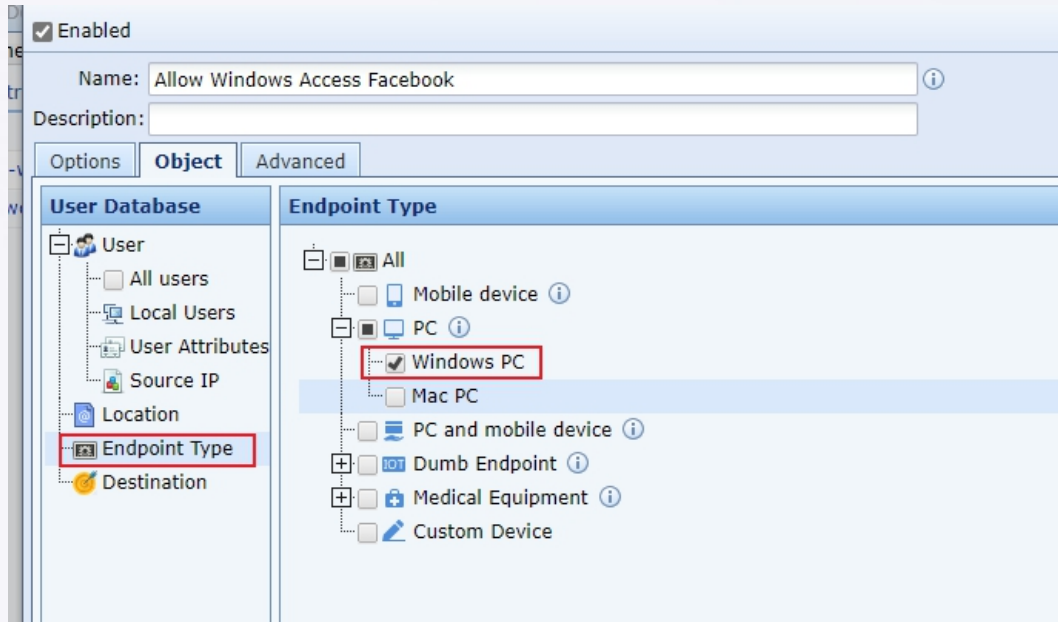 Enabled
Name: Allow Windows Access Facebook
Description:
Options Object Advanced
User Database
User
All users
Local Users
User Attributes
Source IP
Location
Endpoint Type
Destination
Endpoint Type
All
Mobile device
PC
Windows PC
Mac PC
PC and mobile device
IOT Dumb Endpoint
Medical Equipment
Custom Device